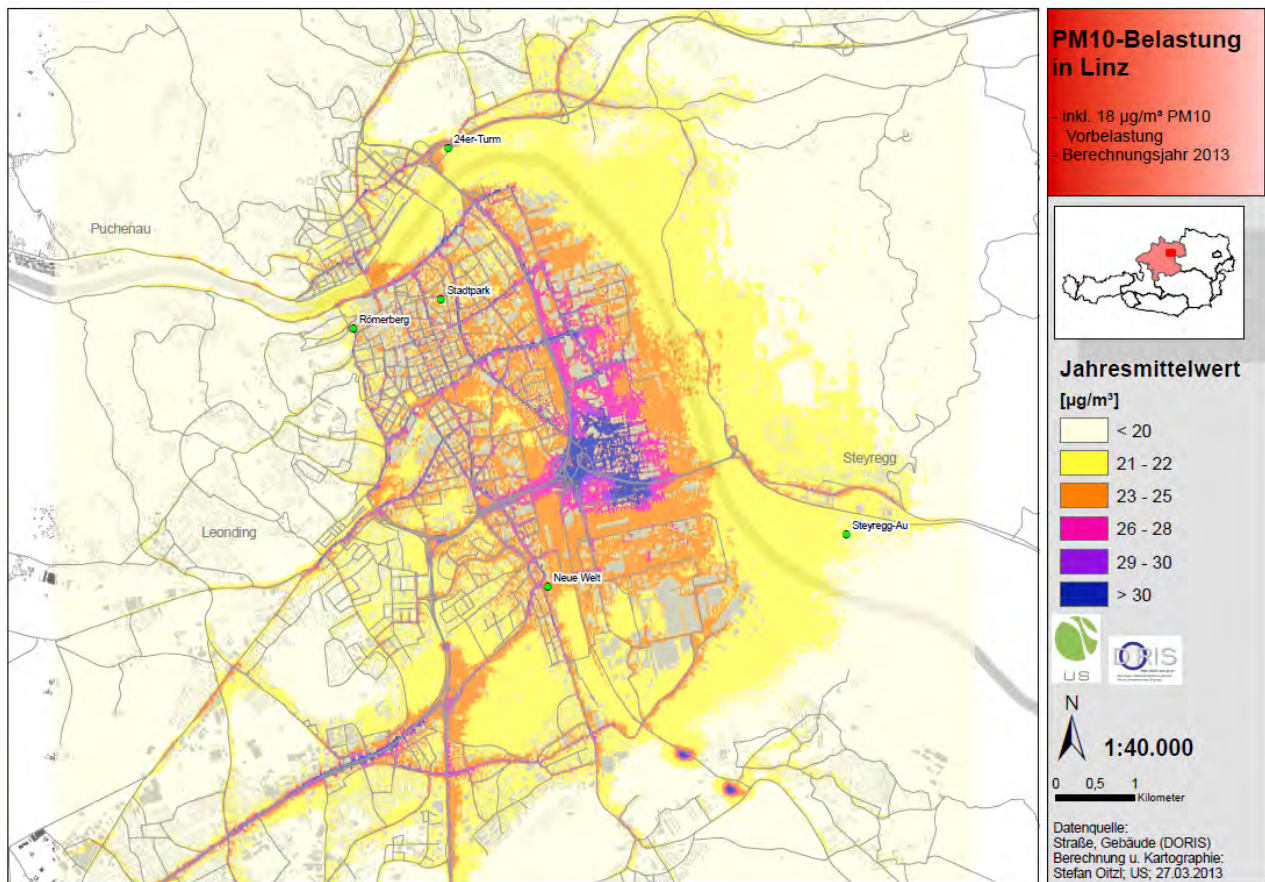 PM10-Belastung
in Linz
- inkl. 18 µg/m³ PM10
Vorbelastung
- Berechnungsjahr 2013
24er-Turm
Puchenau
Stadtpark
Römerberg
Steyregg
Leonding
Steyregg-Au
Neue Welt
Jahresmittelwert
[µg/m³]
< 20
21 - 22
23 - 25
26 - 28
29 - 30
> 30
US
DORIS
N
1:40.000
0 0,5 1
Kilometer
Datenquelle:
Straße, Gebäude (DORIS)
Berechnung u. Kartographie:
Stefan Oitzl; US; 27.03.2013